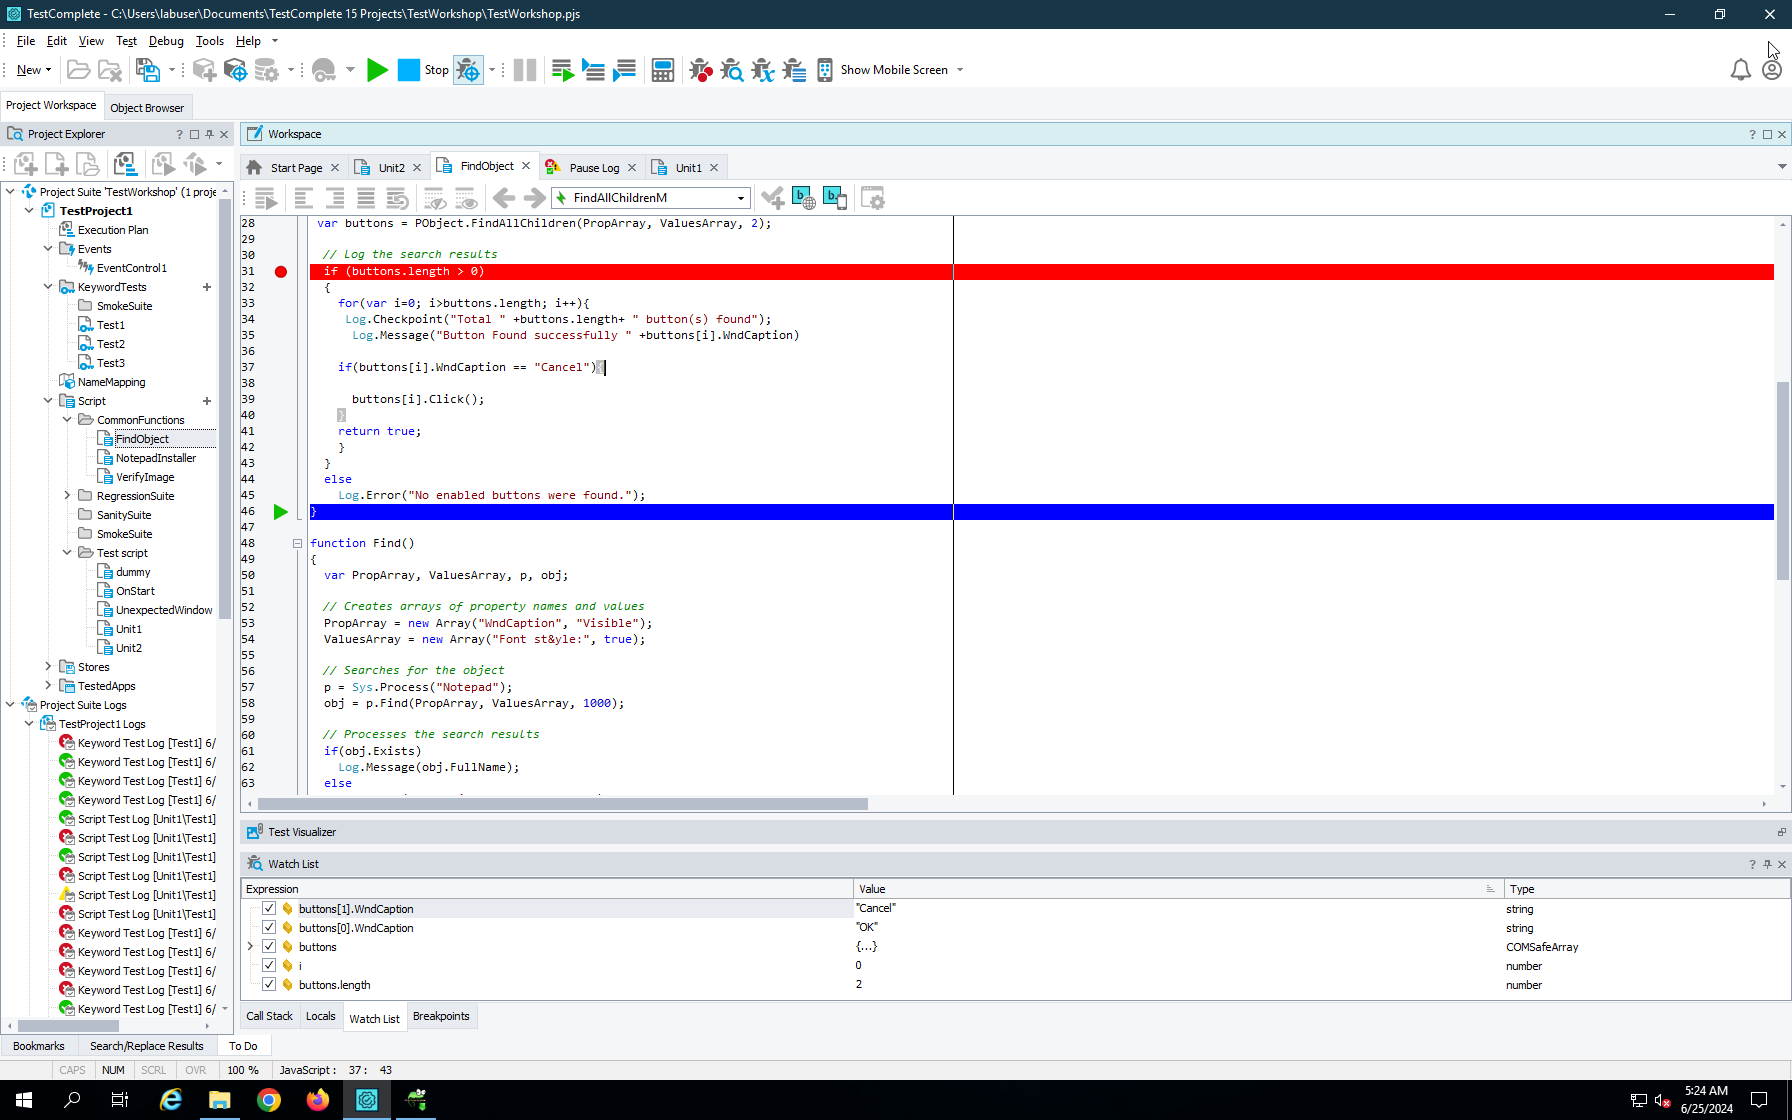 TestComplete - C:\Users\labuser\Documents\TestComplete 15 Projects\TestWorkshop\TestWorkshop.pjs
File Edit View Test Debug Tools Help
New Stop Show Mobile Screen
Project Workspace Object Browser
Project Explorer
Project Suite 'TestWorkshop' (1 proje
TestProject1
Execution Plan
Events
EventControl1
KeywordTests
SmokeSuite
Test1
Test2
Test3
NameMapping
Script
CommonFunctions
FindObject
NotepadInstaller
VerifyImage
RegressionSuite
SanitySuite
SmokeSuite
Test script
dummy
OnStart
UnexpectedWindow
Unit1
Unit2
Stores
TestedApps
Project Suite Logs
TestProject1 Logs
Keyword Test Log [Test1] 6/
Keyword Test Log [Test1] 6/
Keyword Test Log [Test1] 6/
Keyword Test Log [Test1] 6/
Script Test Log [Unit1\Test1]
Script Test Log [Unit1\Test1]
Script Test Log [Unit1\Test1]
Script Test Log [Unit1\Test1]
Script Test Log [Unit1\Test1]
Script Test Log [Unit1\Test1]
Keyword Test Log [Test1] 6/
Keyword Test Log [Test1] 6/
Keyword Test Log [Test1] 6/
Keyword Test Log [Test1] 6/
Keyword Test Log [Test1] 6/
Workspace
Start Page Unit2 FindObject Pause Log Unit1
FindAllChildrenM
28 var buttons = PObject.FindAllChildren(PropArray, ValuesArray, 2);
29
30 // Log the search results
31 if (buttons.length > 0)
32 {
33 for(var i=0; i>buttons.length; i++){
34 Log.Checkpoint("Total " +buttons.length+ " button(s) found");
35 Log.Message("Button Found successfully " +buttons[i].WndCaption)
36
37 if(buttons[i].WndCaption == "Cancel"){
38
39 buttons[i].Click();
40 }
41 return true;
42 }
43 }
44 else
45 Log.Error("No enabled buttons were found.");
46 }
47
48 function Find()
49 {
50 var PropArray, ValuesArray, p, obj;
51
52 // Creates arrays of property names and values
53 PropArray = new Array("WndCaption", "Visible");
54 ValuesArray = new Array("Font st&yle:", true);
55
56 // Searches for the object
57 p = Sys.Process("Notepad");
58 obj = p.Find(PropArray, ValuesArray, 1000);
59
60 // Processes the search results
61 if(obj.Exists)
62 Log.Message(obj.FullName);
63 else
Test Visualizer
Watch List
Expression Value Type
buttons[1].WndCaption "Cancel" string
buttons[0].WndCaption "OK" string
buttons {...} COMSafeArray
i 0 number
buttons.length 2 number
Call Stack Locals Watch List Breakpoints
Bookmarks Search/Replace Results To Do
CAPS NUM SCRL OVR 100 % JavaScript : 37 : 43
5:24 AM
6/25/2024